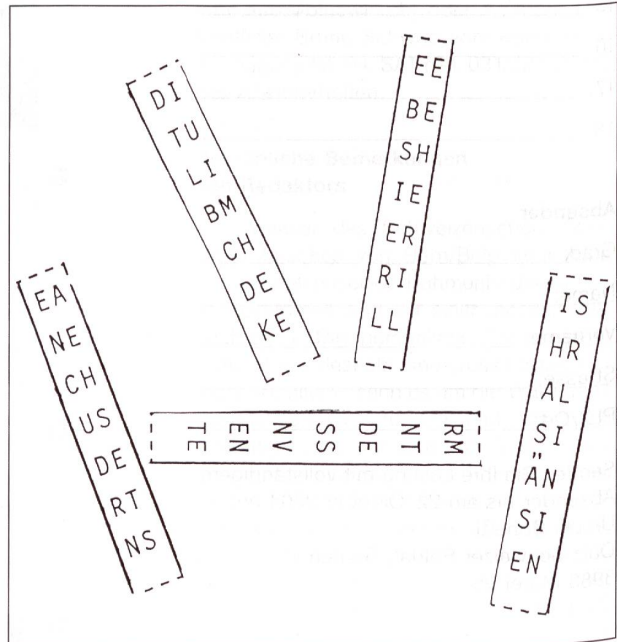 DI
TU
LI
BM
CH
DE
KE
EE
BE
SH
IE
ER
RI
LL
EA
NE
CH
US
DE
RT
NS
RM
NT
DE
SS
NV
EN
TE
IS
HR
AL
SI
ÄN
SI
EN